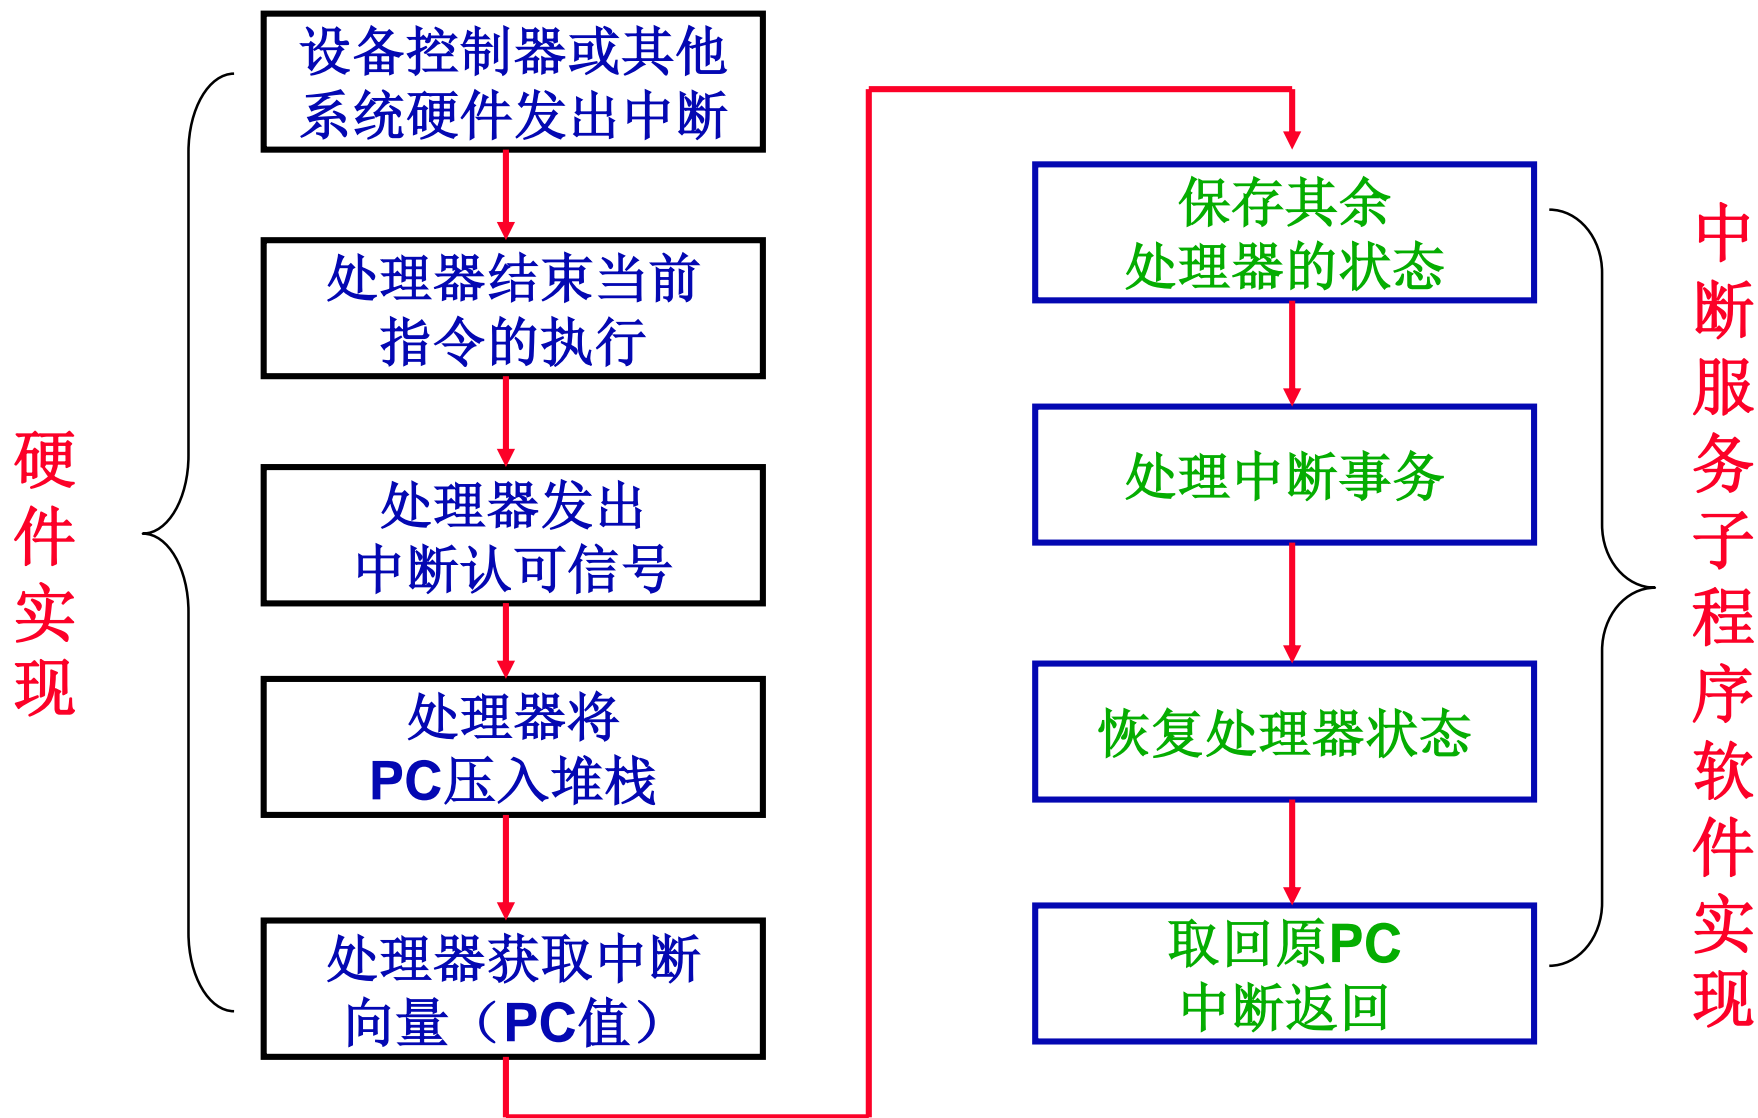 设备控制器或其他
系统硬件发出中断
处理器结束当前
指令的执行
处理器发出
中断认可信号
处理器将
PC压入堆栈
处理器获取中断
向量（PC值）
硬件实现
保存其余
处理器的状态
处理中断事务
恢复处理器状态
取回原PC
中断返回
中断服务子程序软件实现